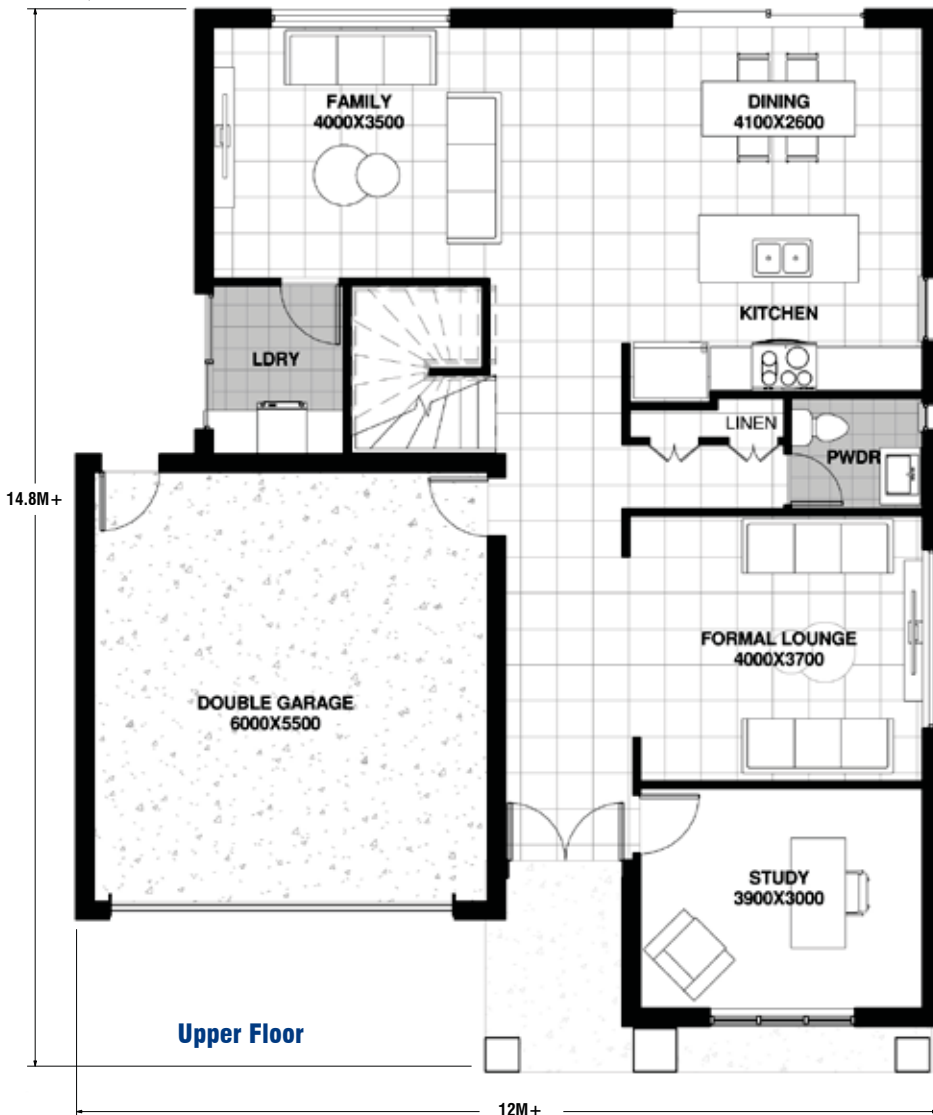 FAMILY
4000X3500
DINING
4100X2600
KITCHEN
LDRY
LINEN
PWDR
14.8M+
FORMAL LOUNGE
4000X3700
DOUBLE GARAGE
6000X5500
STUDY
3900X3000
Upper Floor
12M+